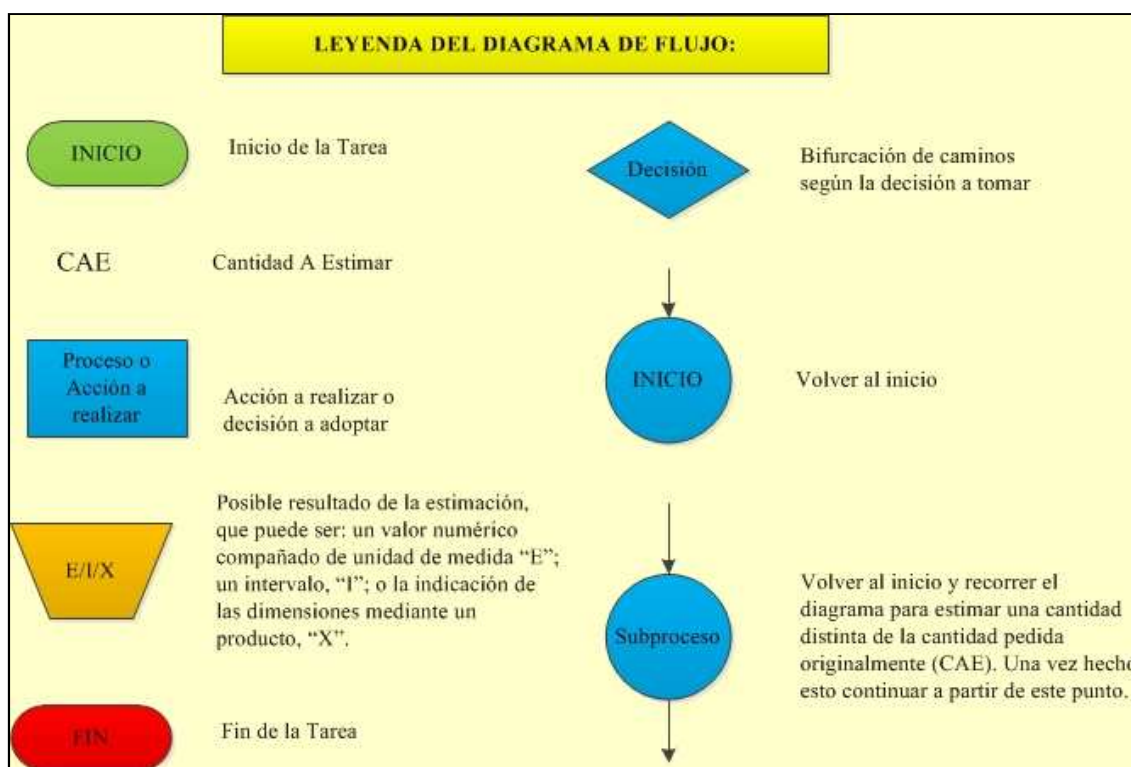 LEYENDA DEL DIAGRAMA DE FLUJO:
INICIO
Inicio de la Tarea
CAE
Cantidad A Estimar
Proceso o
Acción a
realizar
Acción a realizar o
decisión a adoptar
E/I/X
Posible resultado de la estimación,
que puede ser: un valor numérico
compañado de unidad de medida “E”;
un intervalo, “I”; o la indicación de
las dimensiones mediante un
producto, “X”.
FIN
Fin de la Tarea
Decisión
Bifurcación de caminos
según la decisión a tomar
INICIO
Volver al inicio
Subproceso
Volver al inicio y recorrer el
diagrama para estimar una cantidad
distinta de la cantidad pedida
originalmente (CAE). Una vez hecho
esto continuar a partir de este punto.